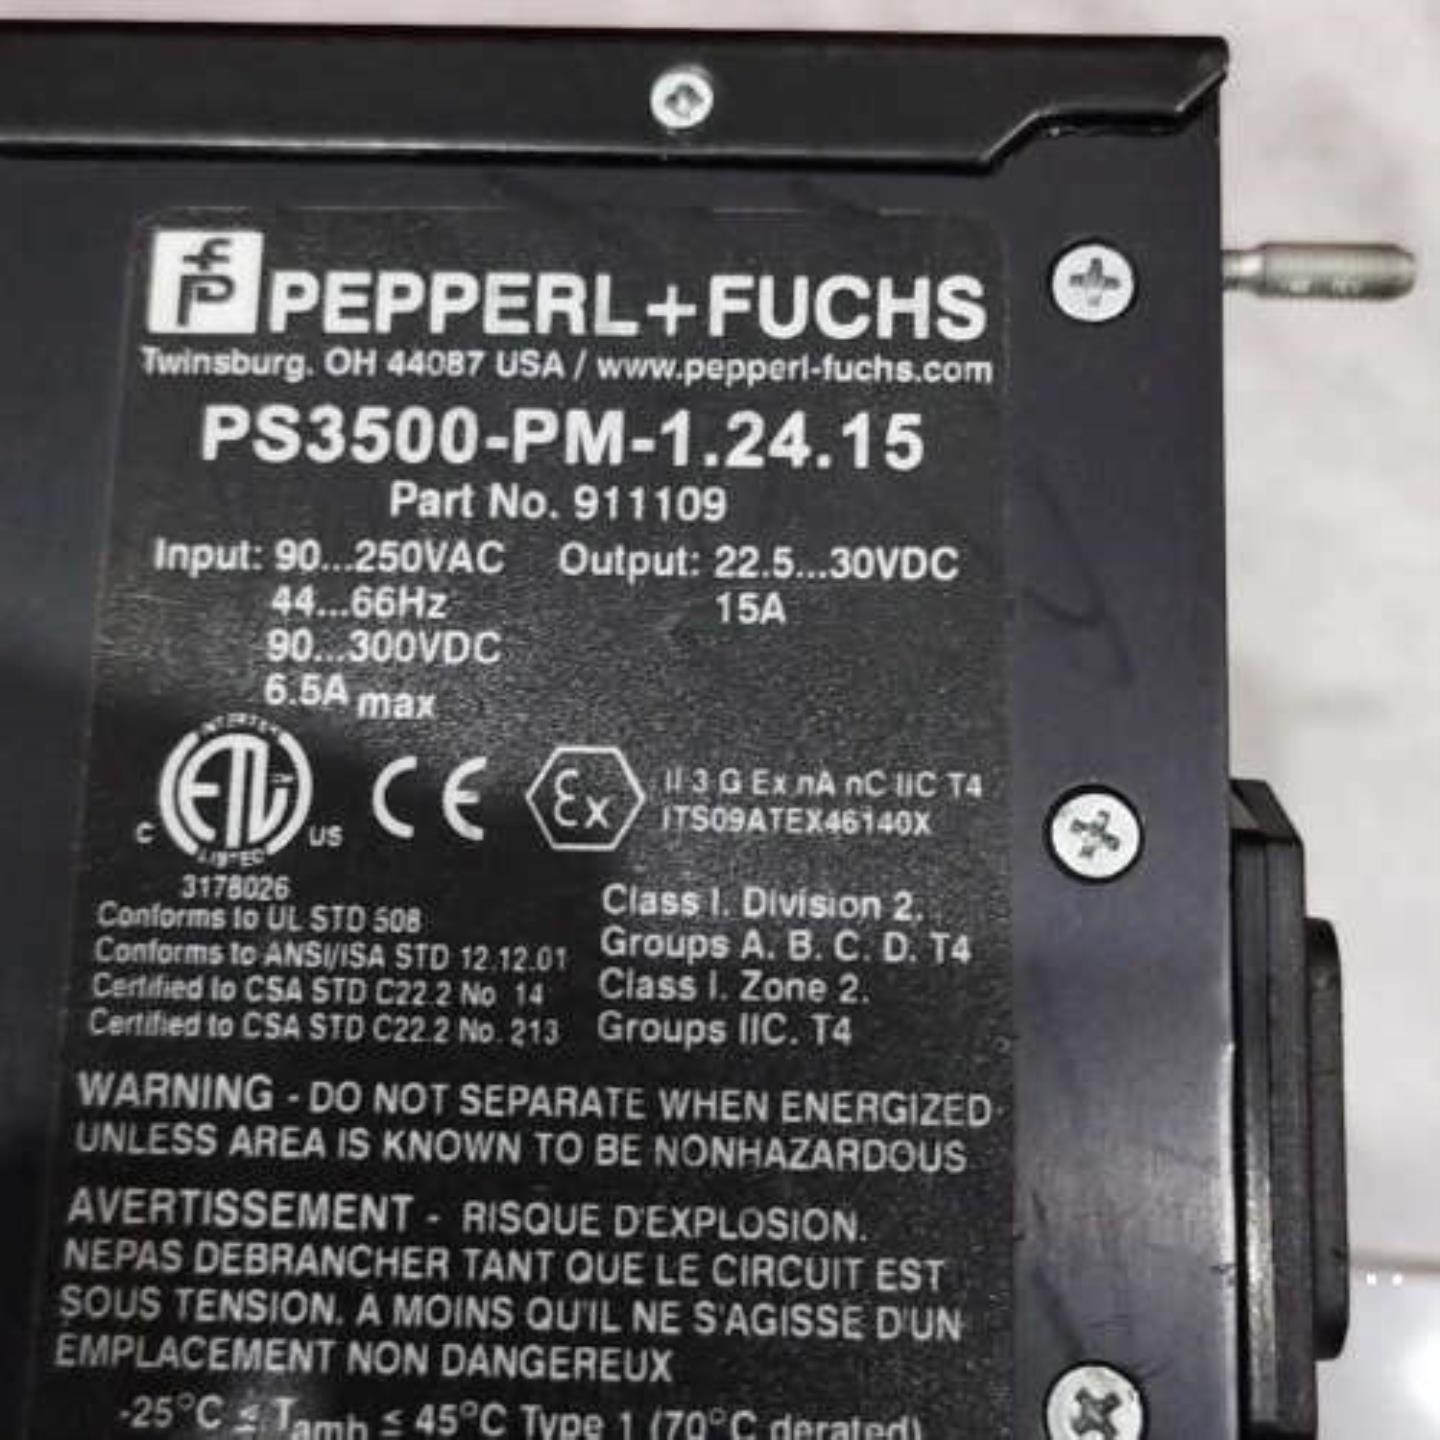 PEPPERL+FUCHS
Twinsburg. OH 44087 USA / www.pepperl-fuchs.com
PS3500-PM-1.24.15
Part No. 911109
Input: 90...250VAC Output: 22.5...30VDC
44...66Hz 15A
90...300VDC
6.5A max
INTERTEK
ETL
C US
LISTED
3178026
CE Ex II 3 G Ex nA nC IIC T4
ITS09ATEX46140X
Conforms to UL STD 508
Conforms to ANSI/ISA STD 12.12.01
Certified to CSA STD C22.2 No 14
Certified to CSA STD C22.2 No. 213
Class I. Division 2.
Groups A. B. C. D. T4
Class I. Zone 2.
Groups IIC. T4
WARNING - DO NOT SEPARATE WHEN ENERGIZED
UNLESS AREA IS KNOWN TO BE NONHAZARDOUS
AVERTISSEMENT - RISQUE D'EXPLOSION.
NEPAS DEBRANCHER TANT QUE LE CIRCUIT EST
SOUS TENSION. A MOINS QU'IL NE S'AGISSE D'UN
EMPLACEMENT NON DANGEREUX
-25°C ≤ Tamb ≤ 45°C Type 1 (70°C derated)